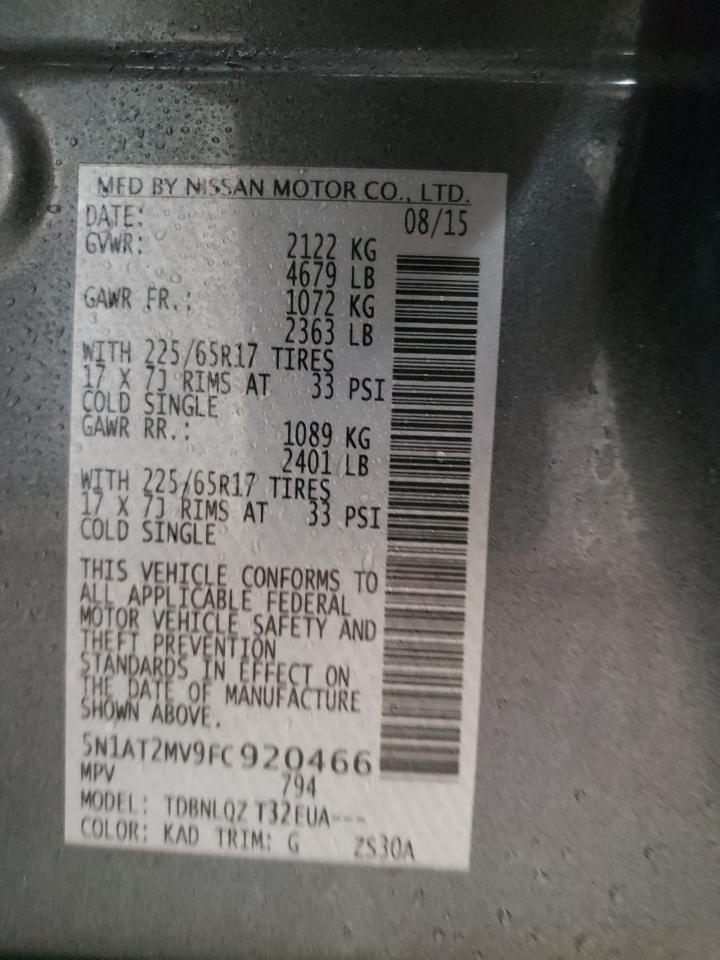 MFD BY NISSAN MOTOR CO., LTD.
DATE: 08/15
GVWR: 2122 KG
4679 LB
GAWR FR.: 1072 KG
2363 LB
WITH 225/65R17 TIRES
17 X 7J RIMS AT 33 PSI
COLD SINGLE
GAWR RR.: 1089 KG
2401 LB
WITH 225/65R17 TIRES
17 X 7J RIMS AT 33 PSI
COLD SINGLE
THIS VEHICLE CONFORMS TO
ALL APPLICABLE FEDERAL
MOTOR VEHICLE SAFETY AND
THEFT PREVENTION
STANDARDS IN EFFECT ON
THE DATE OF MANUFACTURE
SHOWN ABOVE.
5N1AT2MV9FC920466
MPV 794
MODEL: TDBNLQZ T32EUA---
COLOR: KAD TRIM: G ZS30A